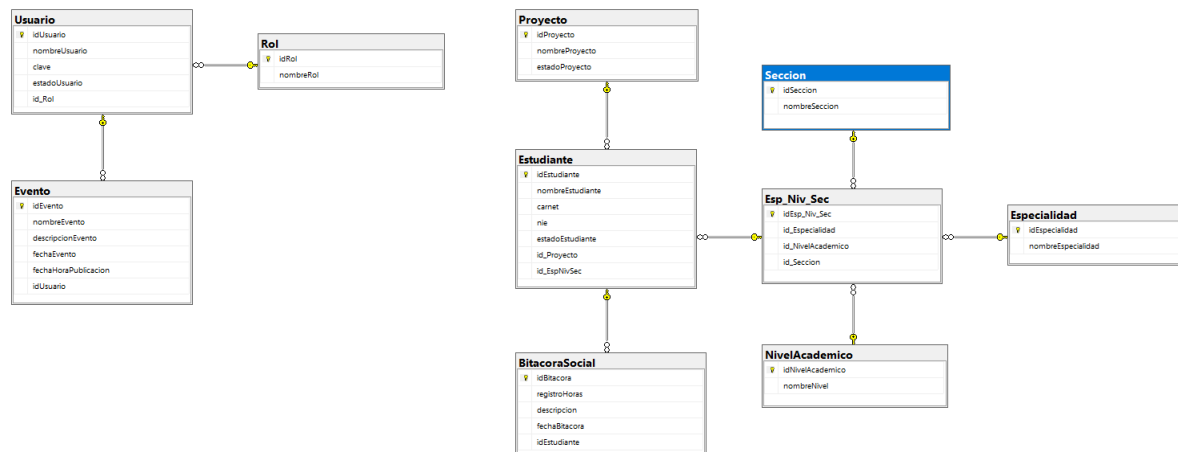 Usuario
idUsuario
nombreUsuario
clave
estadoUsuario
id_Rol
Rol
idRol
nombreRol
Evento
idEvento
nombreEvento
descripcionEvento
fechaEvento
fechaHoraPublicacion
idUsuario
Proyecto
idProyecto
nombreProyecto
estadoProyecto
Estudiante
idEstudiante
nombreEstudiante
carnet
nie
estadoEstudiante
id_Proyecto
id_EspNivSec
BitacoraSocial
idBitacora
registroHoras
descripcion
fechaBitacora
idEstudiante
Seccion
idSeccion
nombreSeccion
Esp_Niv_Sec
idEsp_Niv_Sec
id_Especialidad
id_NivelAcademico
id_Seccion
NivelAcademico
idNivelAcademico
nombreNivel
Especialidad
idEspecialidad
nombreEspecialidad